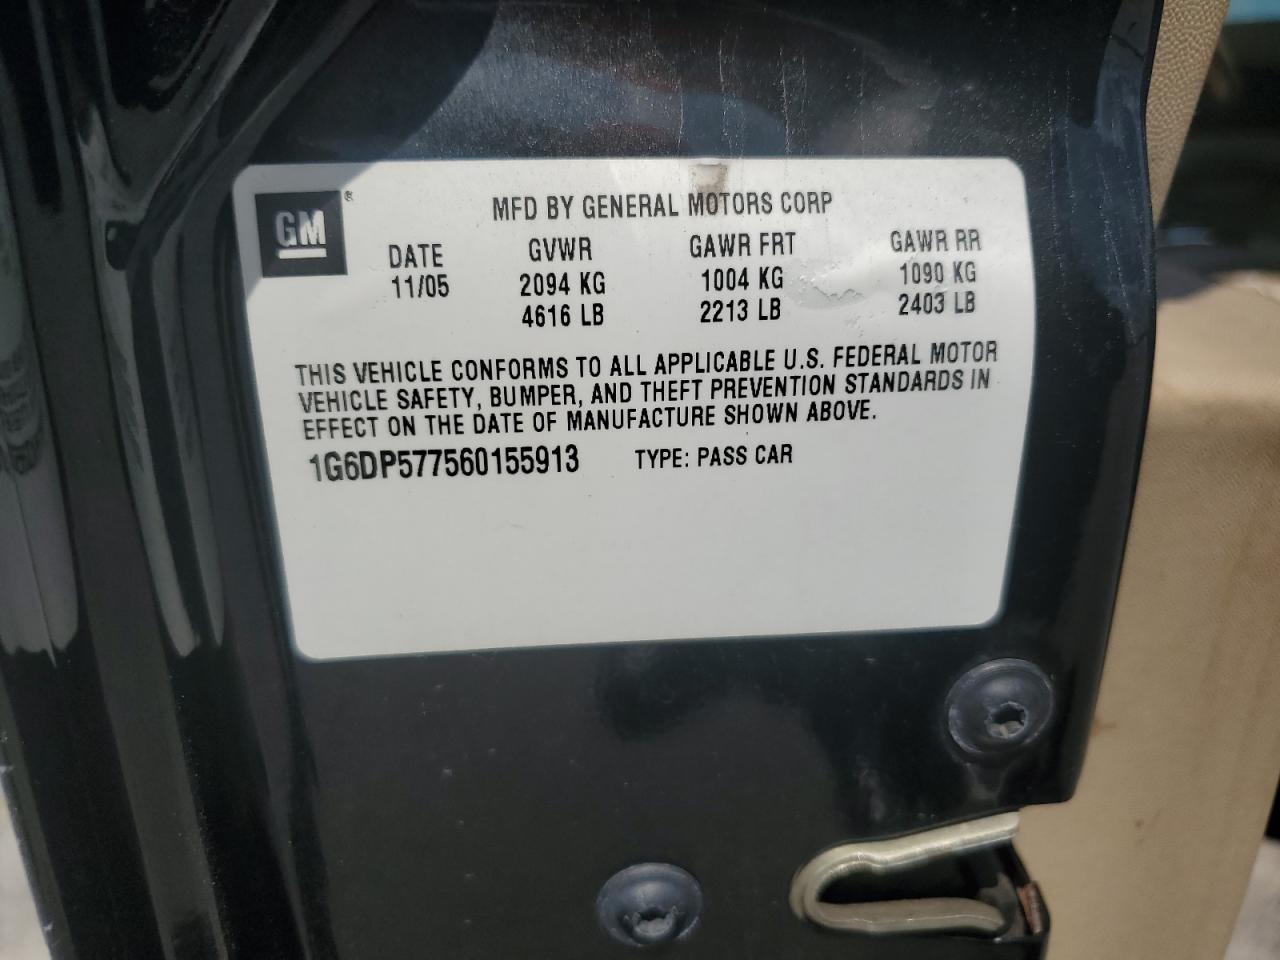 GM ®
MFD BY GENERAL MOTORS CORP
DATE GVWR GAWR FRT GAWR RR
11/05 2094 KG 1004 KG 1090 KG
4616 LB 2213 LB 2403 LB
THIS VEHICLE CONFORMS TO ALL APPLICABLE U.S. FEDERAL MOTOR
VEHICLE SAFETY, BUMPER, AND THEFT PREVENTION STANDARDS IN
EFFECT ON THE DATE OF MANUFACTURE SHOWN ABOVE.
1G6DP577560155913 TYPE: PASS CAR